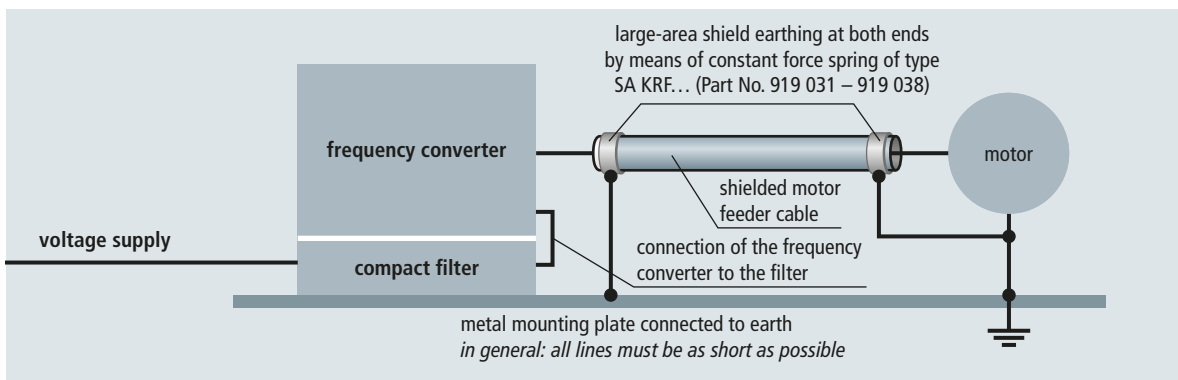 large-area shield earthing at both ends
by means of constant force spring of type
SA KRF... (Part No. 919 031 – 919 038)
frequency converter
motor
shielded motor
feeder cable
voltage supply
connection of the frequency
converter to the filter
compact filter
metal mounting plate connected to earth
in general: all lines must be as short as possible